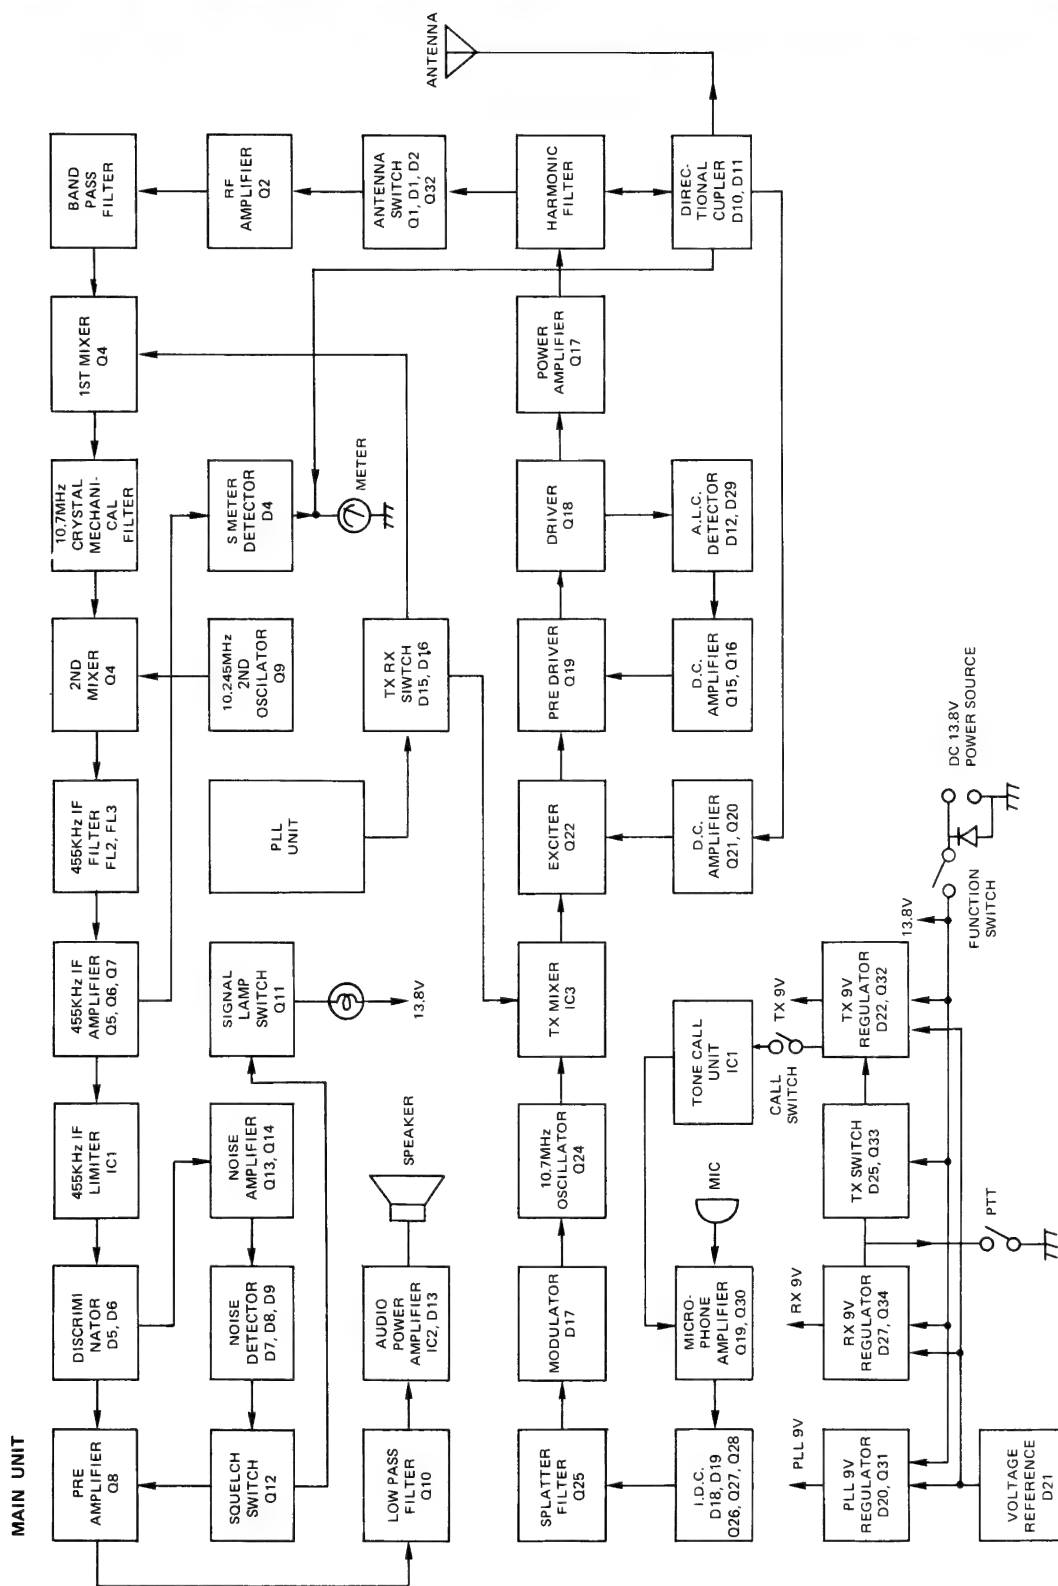 MAIN UNIT
PRE
AMPLIFIER
Q8
DISCRIMI
NATOR
D5, D6
455KHz IF
LIMITER
IC1
455KHz IF
AMPLIFIER
Q5, Q6, Q7
455KHz IF
FILTER
FL2, FL3
2ND
MIXER
Q4
10.7MHz
CRYSTAL
MECHANI-
CAL
FILTER
1ST MIXER
Q4
BAND
PASS
FILTER
SQUELCH
SWITCH
Q12
NOISE
DETECTOR
D7, D8, D9
NOISE
AMPLIFIER
Q13, Q14
SIGNAL
LAMP
SWITCH
Q11
13.8V
PLL
UNIT
10.245MHz
2ND
OSCILATOR
Q9
S METER
DETECTOR
D4
METER
RF
AMPLIFIER
Q2
LOW PASS
FILTER
Q10
AUDIO
POWER
AMPLIFIER
IC2, D13
SPEAKER
TX RX
SIWTCH
D15, D16
ANTENNA
SWITCH
Q1, D1, D2
Q32
ANTENNA
SPLATTER
FILTER
Q25
MODULATOR
D17
10.7MHz
OSCILLATOR
Q24
TX MIXER
IC3
EXCITER
Q22
PRE DRIVER
Q19
DRIVER
Q18
POWER
AMPLIFIER
Q17
HARMONIC
FILTER
I.D.C.
D18, D19
Q26, Q27, Q28
MICRO-
PHONE
AMPLIFIER
Q19, Q30
MIC
TONE CALL
UNIT
IC1
D.C.
AMPLIFIER
Q21, Q20
D.C.
AMPLIFIER
Q15, Q16
A.L.C.
DETECTOR
D12, D29
DIREC-
TIONAL
CUPLER
D10, D11
PLL 9V
RX 9V
CALL
SWITCH
TX 9V
PLL 9V
REGULATOR
D20, Q31
RX 9V
REGULATOR
D27, Q34
TX SWITCH
D25, Q33
TX 9V
REGULATOR
D22, Q32
13.8V
FUNCTION
SWITCH
DC 13.8V
POWER SOURCE
VOLTAGE
REFERENCE
D21
PTT